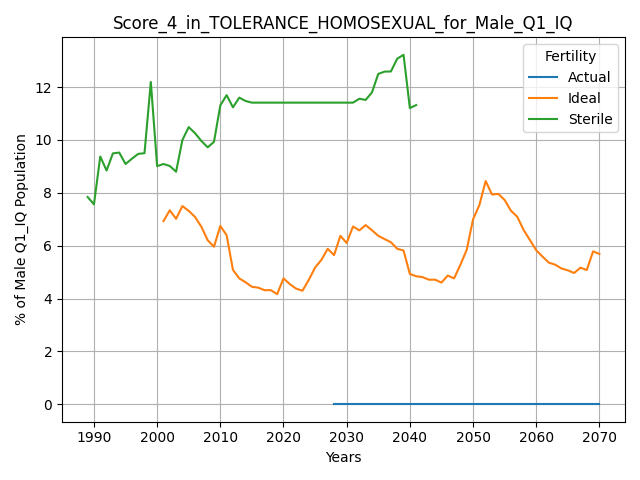 Score_4_in_TOLERANCE_HOMOSEXUAL_for_Male_Q1_IQ
% of Male Q1_IQ Population
12
10
8
6
4
2
0
Fertility
Actual
Ideal
Sterile
1990 2000 2010 2020 2030 2040 2050 2060 2070
Years